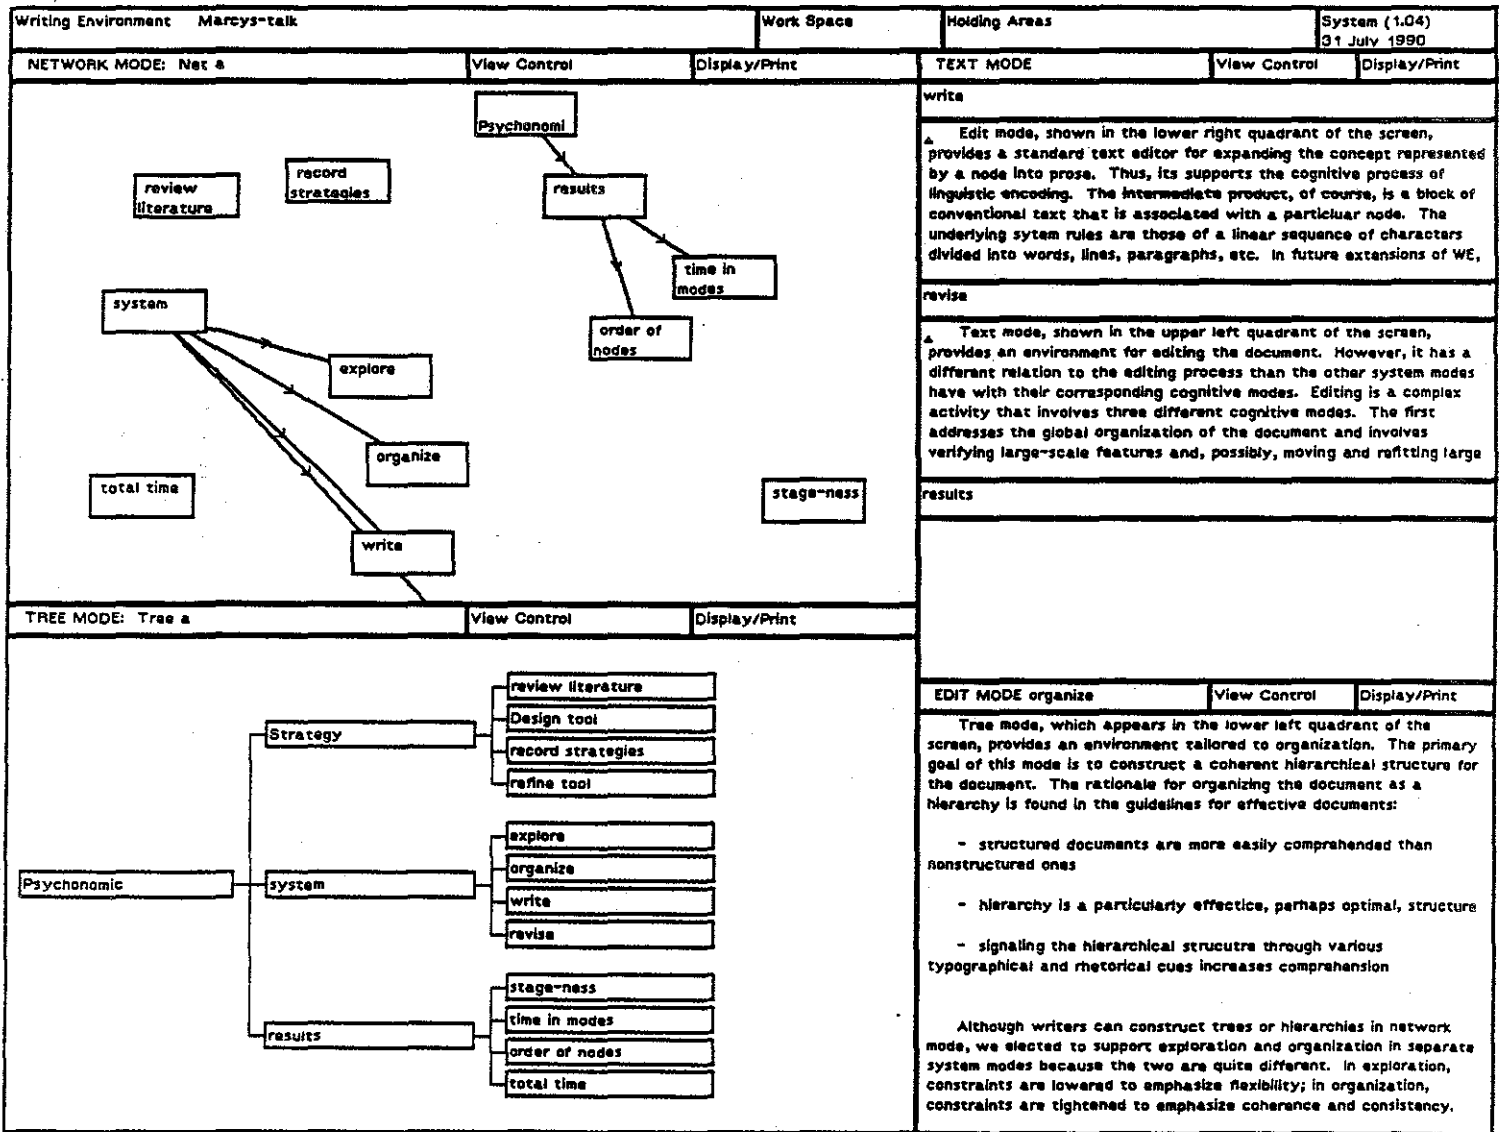 Writing Environment Marcys-talk
Work Space
Holding Areas
System (1.04)
31 July 1990
NETWORK MODE: Net a
View Control
Display/Print
Psychonomi
record
strategies
review
literature
results
time in
modes
system
order of
nodes
explore
organize
total time
stage-ness
write
TREE MODE: Tree a
View Control
Display/Print
review literature
Design tool
Strategy
record strategies
refine tool
explore
organize
Psychonomic
system
write
revise
stage-ness
time in modes
results
order of nodes
total time
TEXT MODE
View Control
Display/Print
write
Edit mode, shown in the lower right quadrant of the screen,
provides a standard text editor for expanding the concept represented
by a node into prose. Thus, its supports the cognitive process of
linguistic encoding. The intermediate product, of course, is a block of
conventional text that is associated with a particluar node. The
underlying sytem rules are those of a linear sequence of characters
divided into words, lines, paragraphs, etc. In future extensions of WE,
revise
Text mode, shown in the upper left quadrant of the screen,
provides an environment for editing the document. However, it has a
different relation to the editing process than the other system modes
have with their corresponding cognitive modes. Editing is a complex
activity that involves three different cognitive modes. The first
addresses the global organization of the document and involves
verifying large-scale features and, possibly, moving and refitting large
results
EDIT MODE organize
View Control
Display/Print
Tree mode, which appears in the lower left quadrant of the
screen, provides an environment tailored to organization. The primary
goal of this mode is to construct a coherent hierarchical structure for
the document. The rationale for organizing the document as a
hierarchy is found in the guidelines for effective documents:
- structured documents are more easily comprehended than
nonstructured ones
- hierarchy is a particularly effectice, perhaps optimal, structure
- signaling the hierarchical strucutre through various
typographical and rhetorical cues increases comprehension
Although writers can construct trees or hierarchies in network
mode, we elected to support exploration and organization in separate
system modes because the two are quite different. In exploration,
constraints are lowered to emphasize flexibility; in organization,
constraints are tightened to emphasize coherence and consistency.